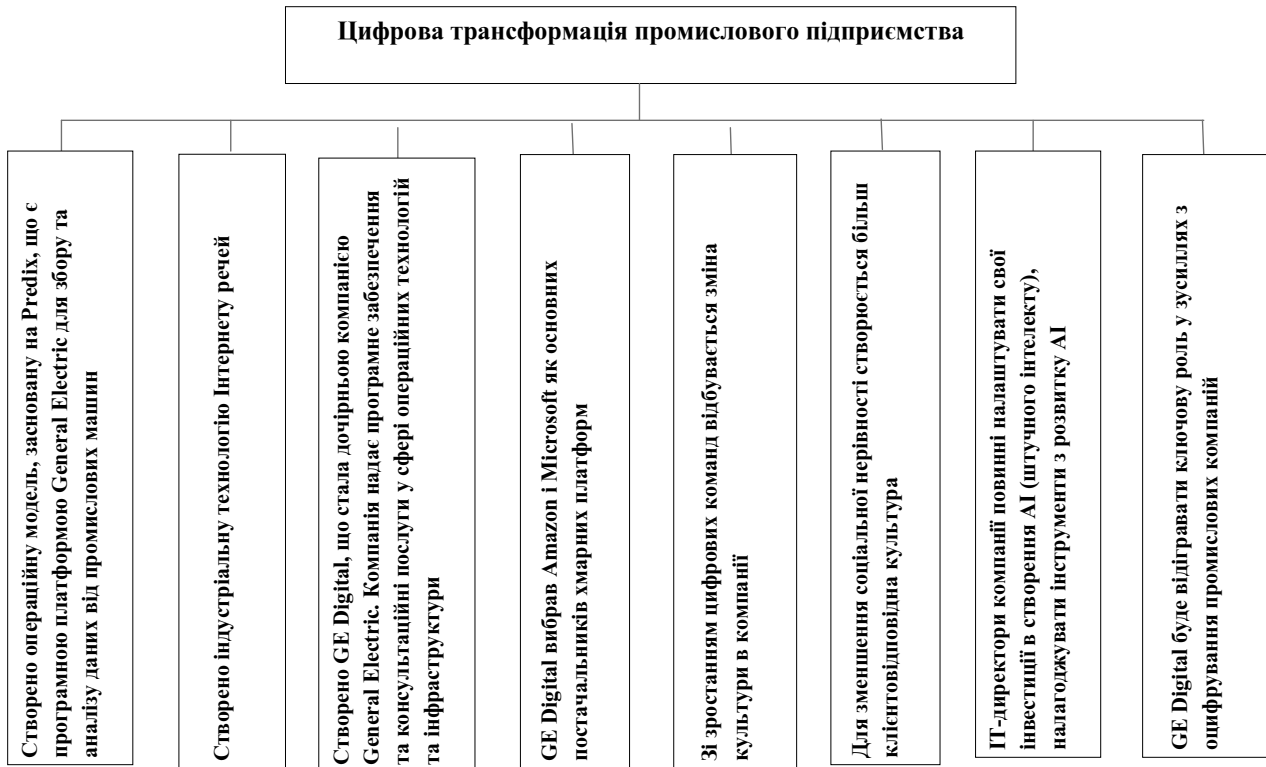 Цифрова трансформація промислового підприємства
Створено операційну модель, засновану на Predix, що є
програмною платформою General Electric для збору та
аналізу даних від промислових машин
Створено індустріальну технологію Інтернету речей
Створено GE Digital, що стала дочірньою компанією
General Electric. Компанія надає програмне забезпечення
та консультаційні послуги у сфері операційних технологій
та інфраструктури
GE Digital вибрав Amazon і Microsoft як основних
постачальників хмарних платформ
Зі зростанням цифрових команд відбувається зміна
культури в компанії
Для зменшення соціальної нерівності створюється більш
клієнтовідповідна культура
ІТ-директори компанії повинні налаштувати свої
інвестиції в створення AI (штучного інтелекту),
налагоджувати інструменти з розвитку AI
GE Digital буде відігравати ключову роль у зусиллях з
оцифрування промислових компаній